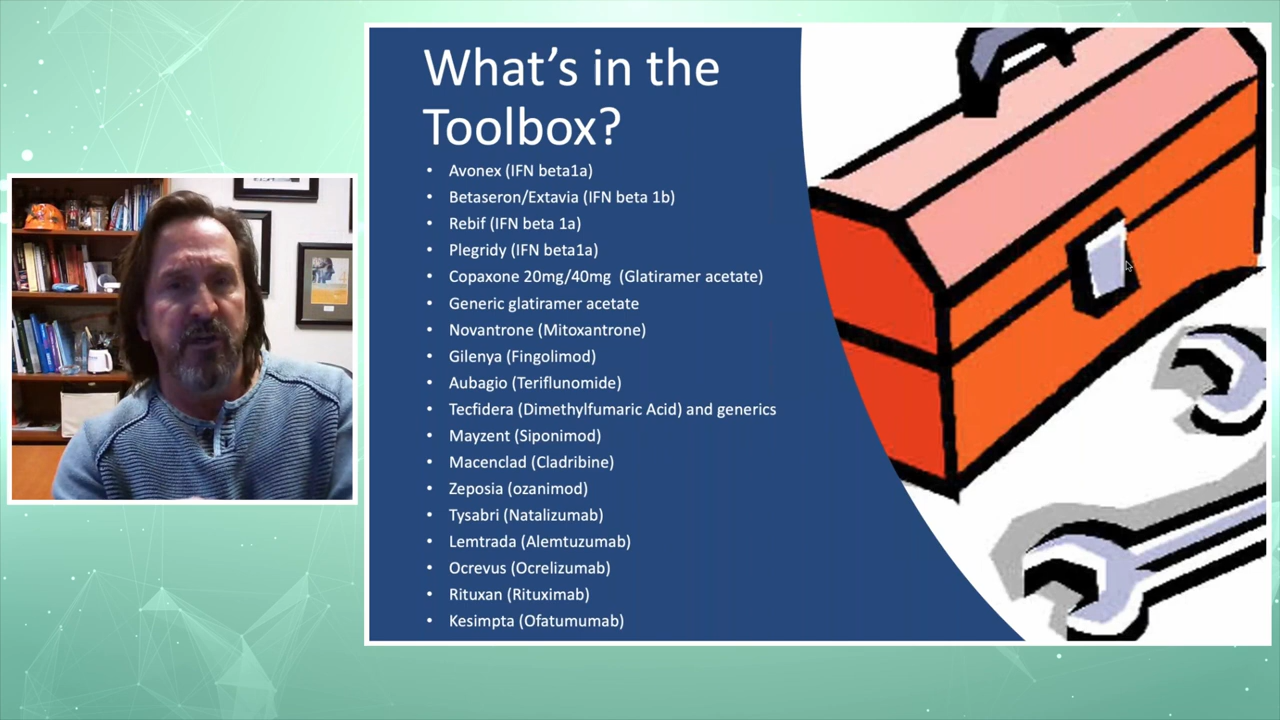 What's in the
Toolbox?
• Avonex (IFN beta1a)
• Betaseron/Extavia (IFN beta 1b)
• Rebif (IFN beta 1a)
• Plegridy (IFN beta1a)
• Copaxone 20mg/40mg (Glatiramer acetate)
• Generic glatiramer acetate
• Novantrone (Mitoxantrone)
• Gilenya (Fingolimod)
• Aubagio (Teriflunomide)
• Tecfidera (Dimethylfumaric Acid) and generics
• Mayzent (Siponimod)
• Macenclad (Cladribine)
• Zeposia (ozanimod)
• Tysabri (Natalizumab)
• Lemtrada (Alemtuzumab)
• Ocrevus (Ocrelizumab)
• Rituxan (Rituximab)
• Kesimpta (Ofatumumab)